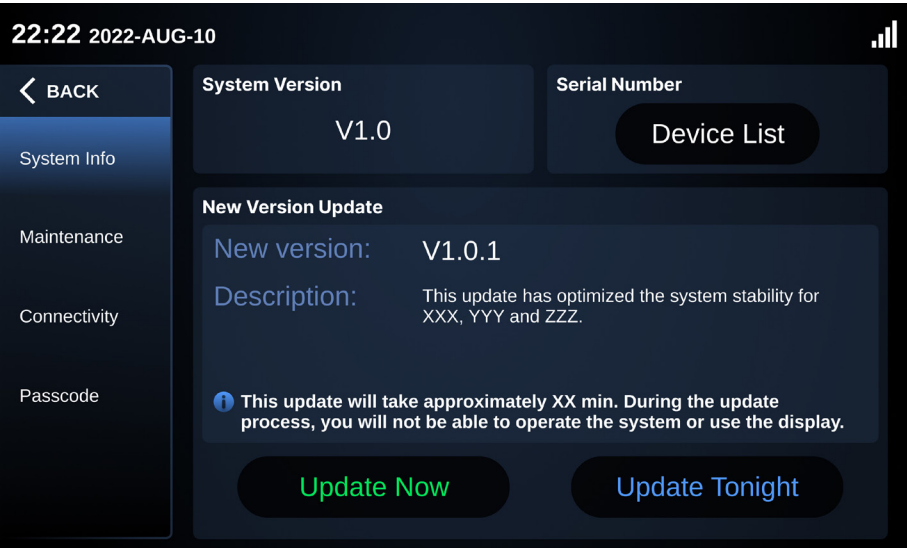 22:22 2022-AUG-10
BACK
System Info
Maintenance
Connectivity
Passcode
System Version
V1.0
Serial Number
Device List
New Version Update
New version: V1.0.1
Description: This update has optimized the system stability for
XXX, YYY and ZZZ.
This update will take approximately XX min. During the update
process, you will not be able to operate the system or use the display.
Update Now
Update Tonight